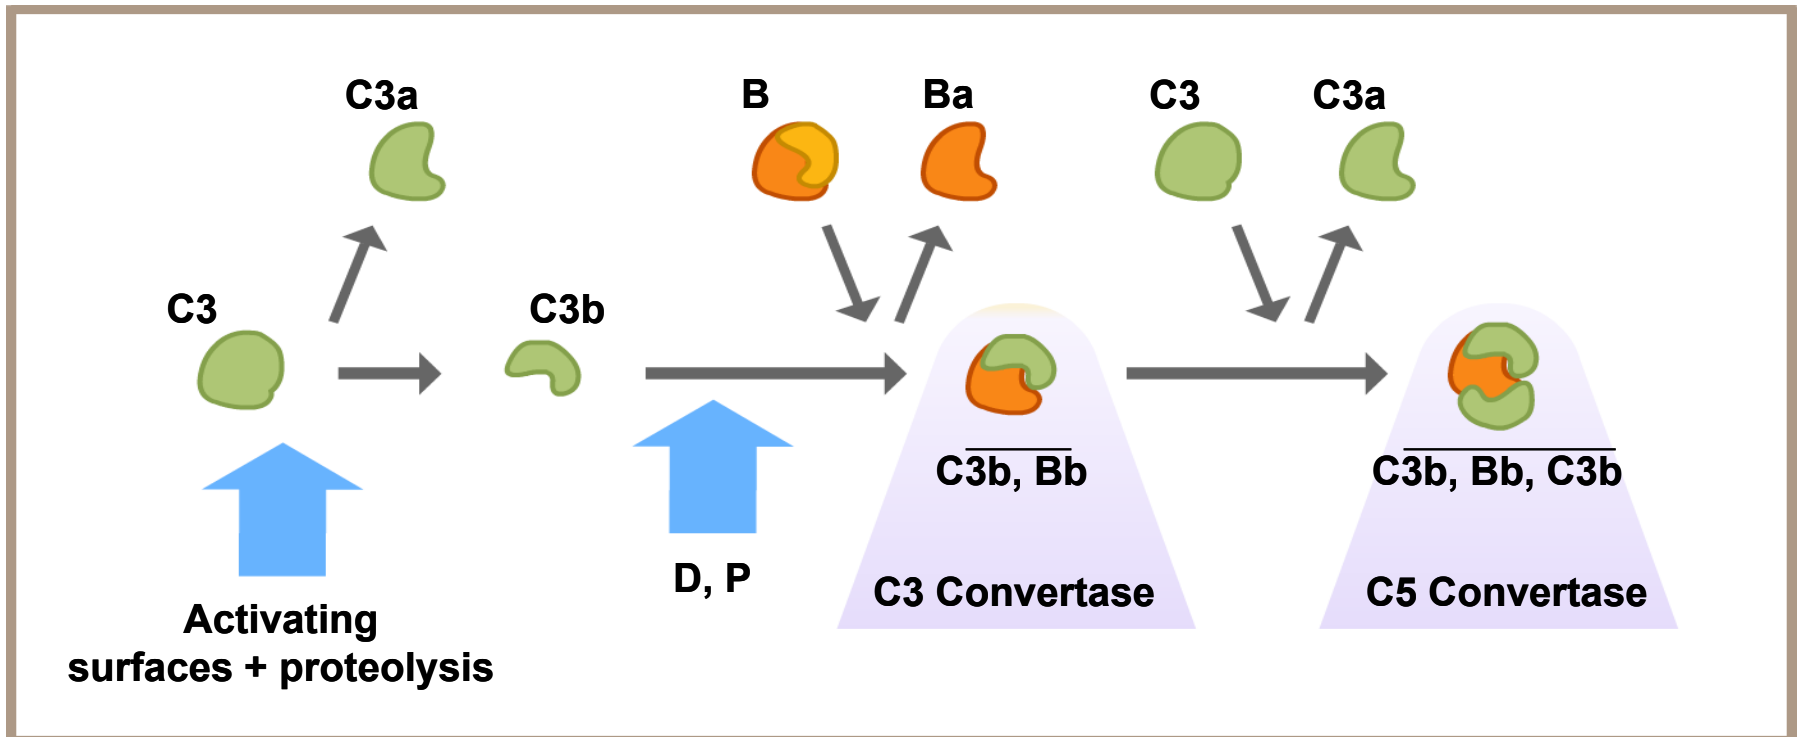 C3a
B
Ba
C3
C3a
C3
C3b
C3b, Bb
C3b, Bb, C3b
D, P
C3 Convertase
C5 Convertase
Activating
surfaces + proteolysis